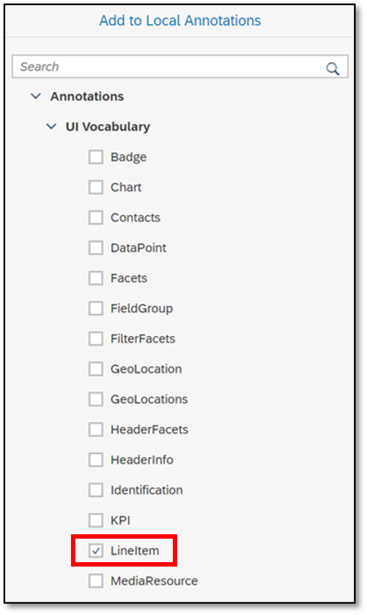 Add to Local Annotations
Search
Annotations
UI Vocabulary
Badge
Chart
Contacts
DataPoint
Facets
FieldGroup
FilterFacets
GeoLocation
GeoLocations
HeaderFacets
HeaderInfo
Identification
KPI
LineItem
MediaResource